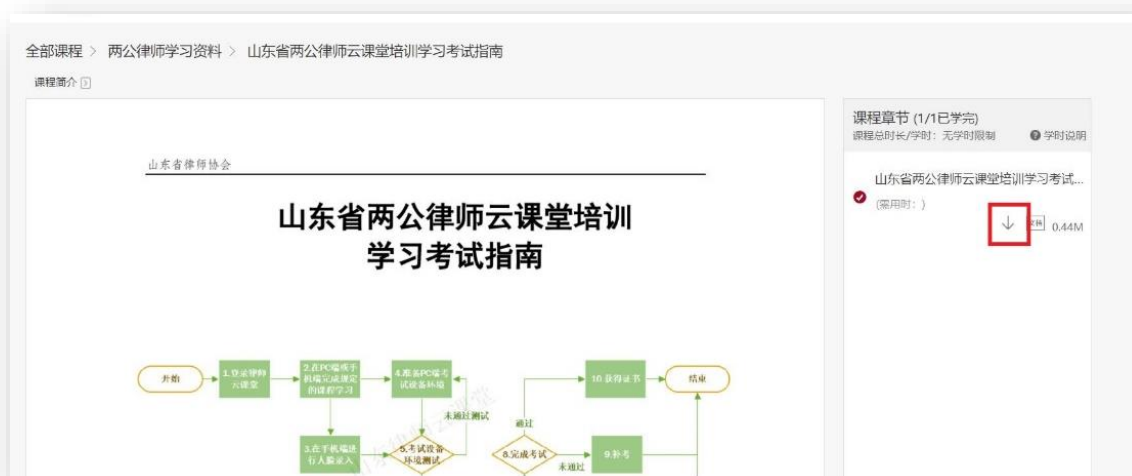 全部课程 > 两公律师学习资料 > 山东省两公律师云课堂培训学习考试指南
课程简介
山东省律师协会
山东省两公律师云课堂培训
学习考试指南
开始
1.登录律师
云课堂
2.在PC端或手
机端完成规定
的课程学习
4.准备PC端考
试设备环境
10.获得证书
结束
未通过测试
通过
3.在手机端进
行人脸录入
5.考试设备
环境测试
8.完成考试
9.补考
未通过
课程章节 (1/1已学完)
课程总时长/学时：无学时限制
学时说明
山东省两公律师云课堂培训学习考试...
(需用时：)
0.44M